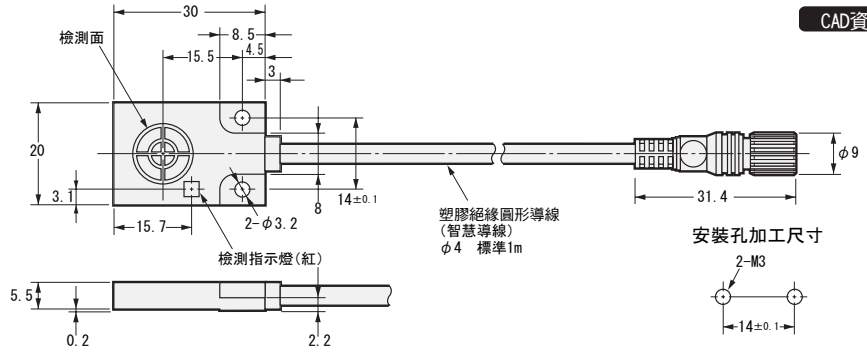 CAD資
30
8.5
15.5
4.5
3
檢測面
20
3.1
15.7
2-φ3.2
8
14±0.1
檢測指示燈(紅)
塑膠絕緣圓形導線
(智慧導線)
φ4 標準1m
φ9
31.4
安裝孔加工尺寸
2-M3
14±0.1
5.5
0.2
2.2